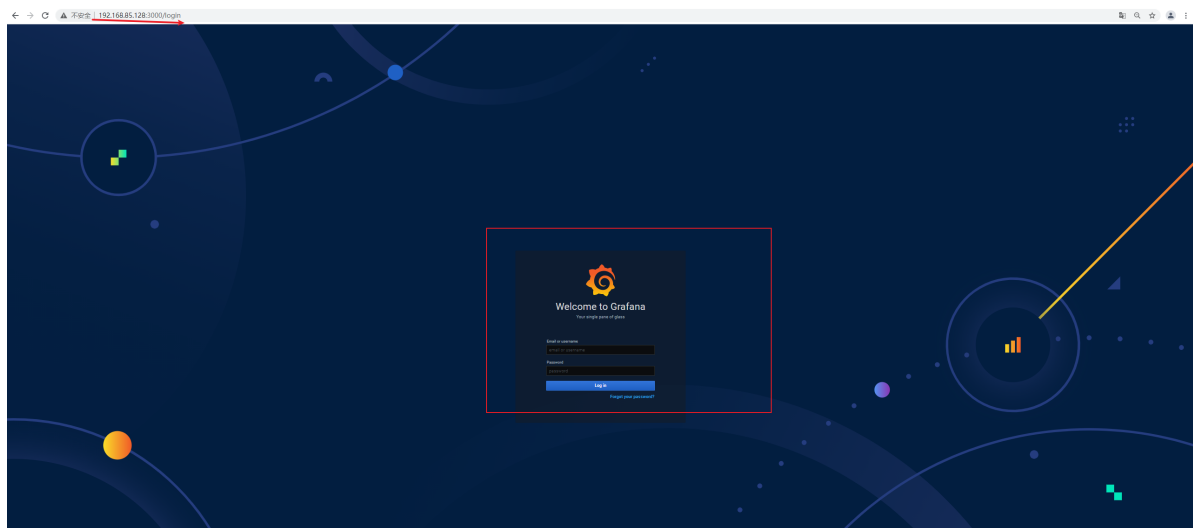 不安全 | 192.168.85.128:3000/login
Welcome to Grafana
Your single pane of glass
Email or username
email or username
Password
password
Log in
Forgot your password?